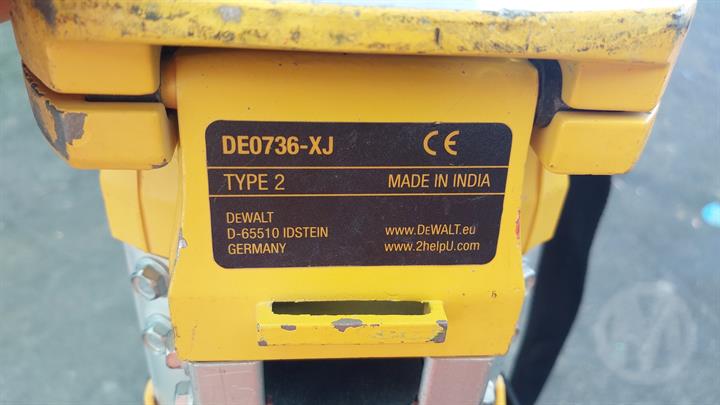 DE0736-XJ CE
TYPE 2 MADE IN INDIA
DEWALT
D-65510 IDSTEIN www.DEWALT.eu
GERMANY www.2helpU.com